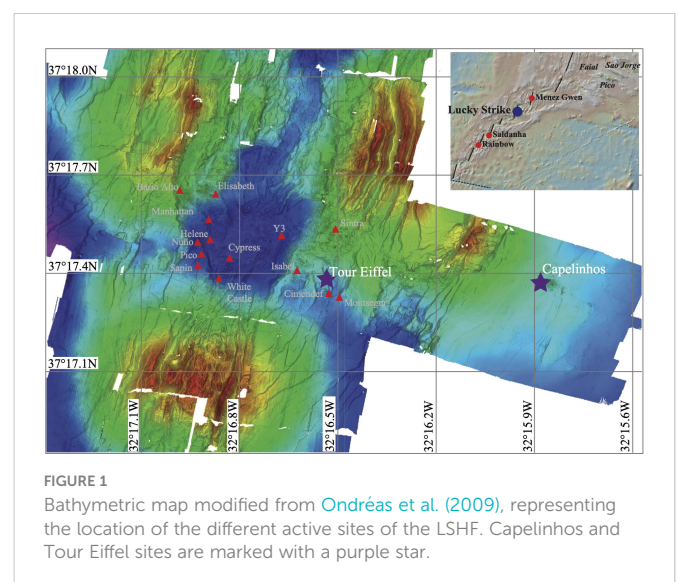 37°18.0N
Faial Sao Jorge
Pico
Menez Gwen
Lucky Strike
Saldanha
Rainbow
37°17.7N
Bario Alto
Elisabeth
Manhattan
Sintra
Helene
Y3
Nuno
Cypress
Pico
37°17.4N
Sapin
Isabel
Tour Eiffel
Capelinhos
White
Castle
Cimendef
Montsegur
37°17.1N
32°17.1W
32°16.8W
32°16.5W
32°16.2W
32°15.9W
32°15.6W
FIGURE 1
Bathymetric map modified from Ondréas et al. (2009), representing
the location of the different active sites of the LSHF. Capelinhos and
Tour Eiffel sites are marked with a purple star.